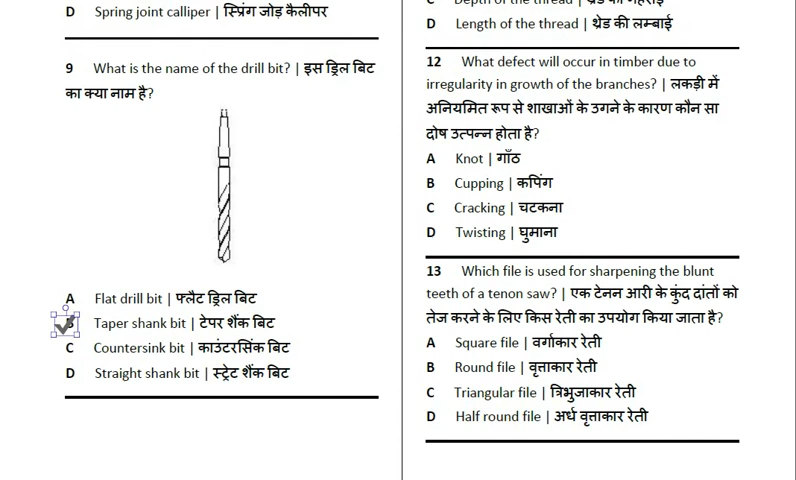 D Spring joint calliper | स्प्रिंग जोड़ कैलीपर
9 What is the name of the drill bit? | इस ड्रिल बिट
का क्या नाम है?
A Flat drill bit | फ्लैट ड्रिल बिट
Taper shank bit | टेपर शैंक बिट
C Countersink bit | काउंटरसिंक बिट
D Straight shank bit | स्ट्रेट शैंक बिट
D Length of the thread | थ्रेड की लम्बाई
12 What defect will occur in timber due to
irregularity in growth of the branches? | लकड़ी में
अनियमित रूप से शाखाओं के उगने के कारण कौन सा
दोष उत्पन्न होता है?
A Knot | गाँठ
B Cupping | कपिंग
C Cracking | चटकना
D Twisting | घुमाना
13 Which file is used for sharpening the blunt
teeth of a tenon saw? | एक टेनन आरी के कुंद दांतों को
तेज करने के लिए किस रेती का उपयोग किया जाता है?
A Square file | वर्गाकार रेती
B Round file | वृत्ताकार रेती
C Triangular file | त्रिभुजाकार रेती
D Half round file | अर्ध वृत्ताकार रेती